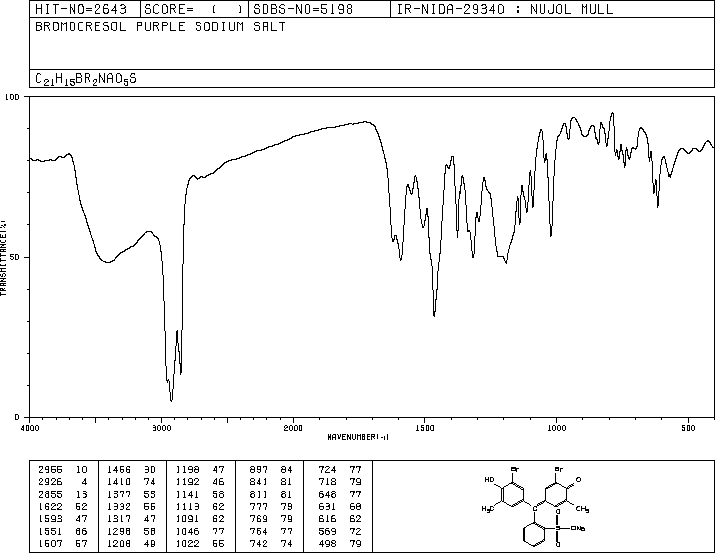 HIT-NO=2643 SCORE= ( ) SDBS-NO=5198 IR-NIDA-29340 : NUJOL MULL
BROMOCRESOL PURPLE SODIUM SALT
C21H15BR2NAO5S
100
50
0
TRANSMITTANCE(%)
4000 3000 2000 1500 1000 500
WAVENUMBER(-1)
2955 10 1466 30 1198 47 897 84 724 77
2926 4 1410 74 1192 46 841 81 718 79
2855 13 1377 55 1141 58 811 81 648 77
1622 52 1332 56 1113 62 777 79 631 68
1593 47 1317 47 1091 62 769 79 616 62
1551 66 1298 58 1046 77 764 77 569 72
1507 57 1208 49 1022 55 742 74 498 79
Br Br
HO O
H3C CH3
C O
S ONa
O